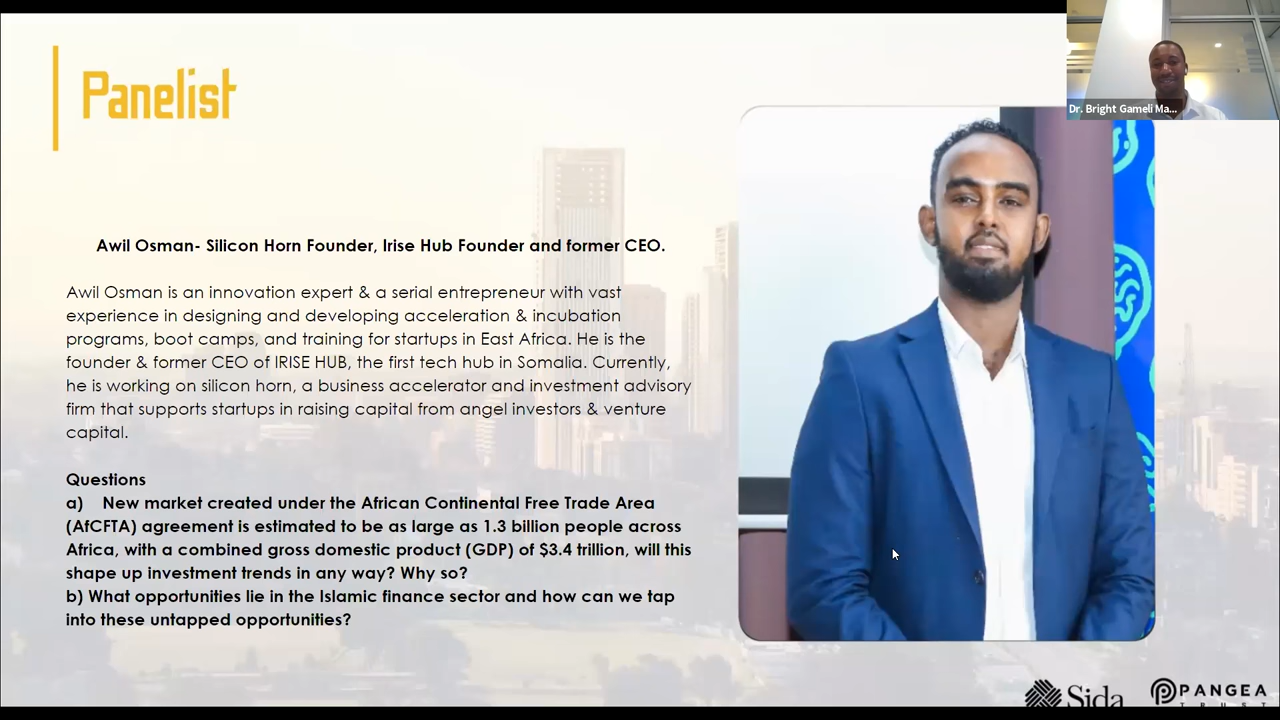 Panelist
Dr. Bright Gameli Ma...
Awil Osman- Silicon Horn Founder, Irise Hub Founder and former CEO.
Awil Osman is an innovation expert & a serial entrepreneur with vast
experience in designing and developing acceleration & incubation
programs, boot camps, and training for startups in East Africa. He is the
founder & former CEO of IRISE HUB, the first tech hub in Somalia. Currently,
he is working on silicon horn, a business accelerator and investment advisory
firm that supports startups in raising capital from angel investors & venture
capital.
Questions
a) New market created under the African Continental Free Trade Area
(AfCFTA) agreement is estimated to be as large as 1.3 billion people across
Africa, with a combined gross domestic product (GDP) of $3.4 trillion, will this
shape up investment trends in any way? Why so?
b) What opportunities lie in the Islamic finance sector and how can we tap
into these untapped opportunities?
Sida
PANGEA
TRUST